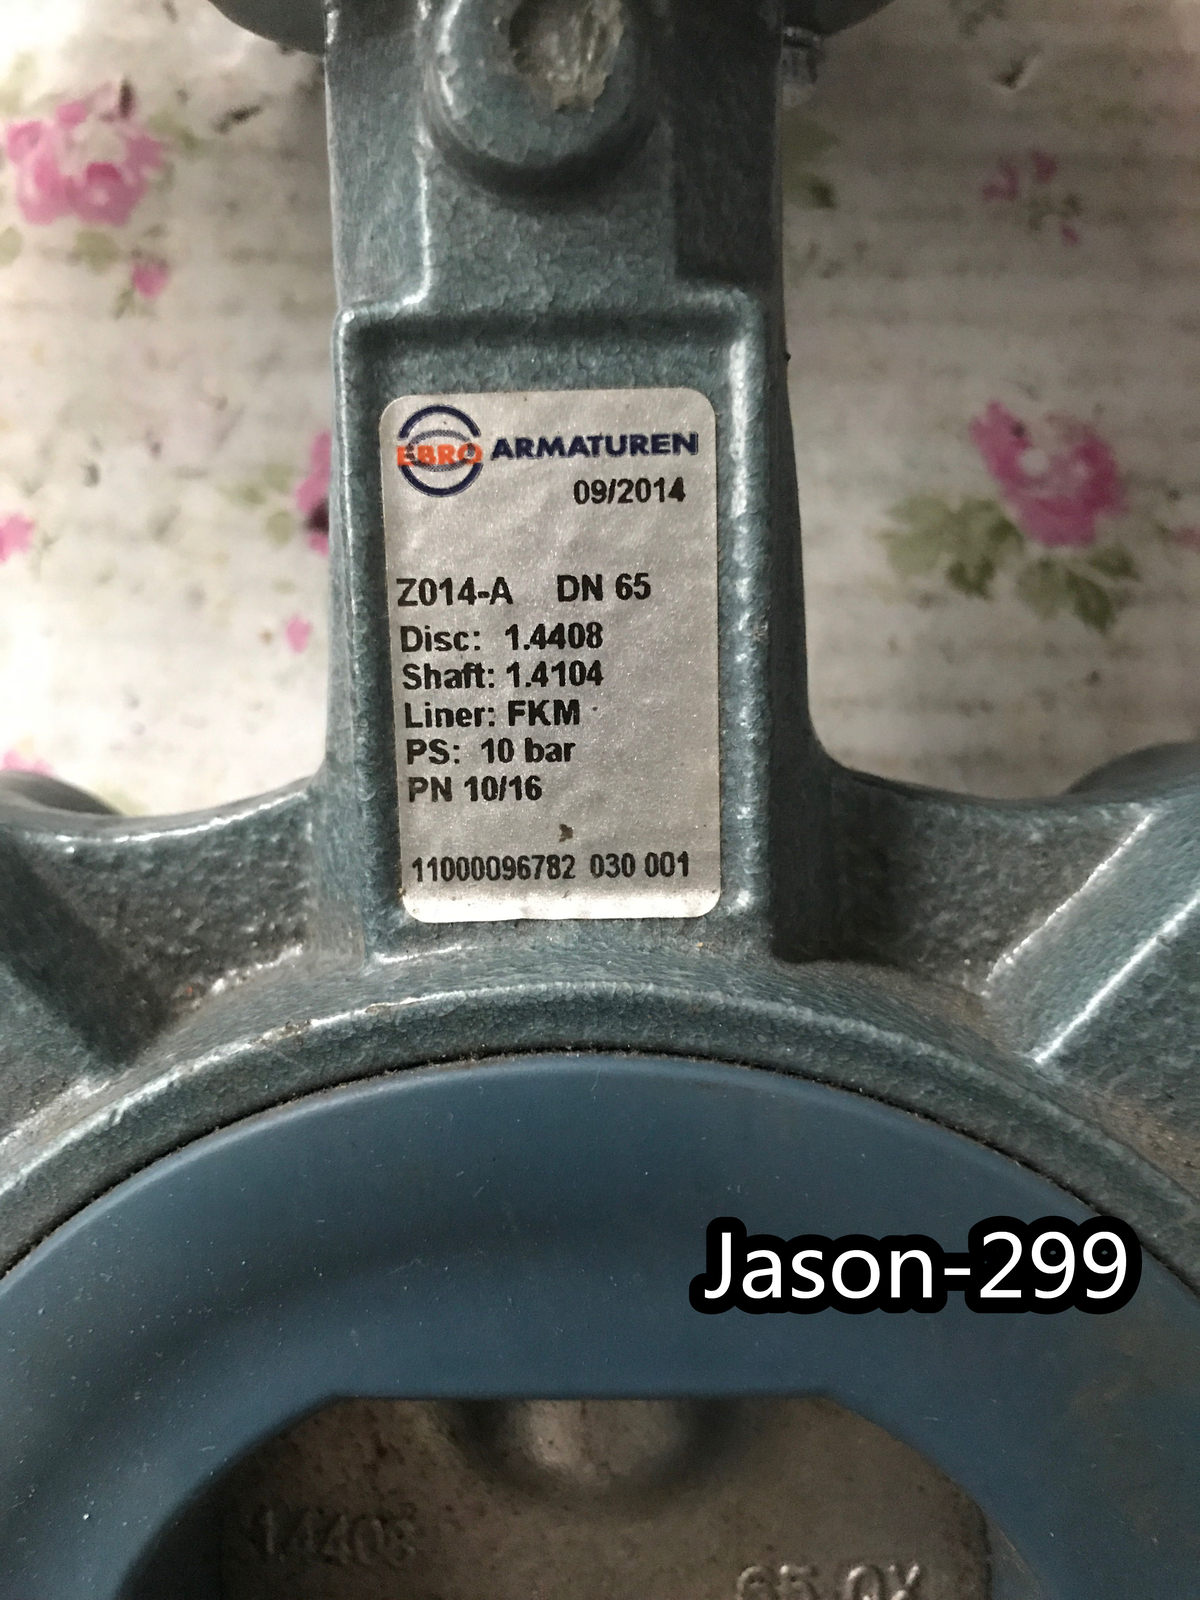 EBRO ARMATUREN
09/2014
Z014-A DN 65
Disc: 1.4408
Shaft: 1.4104
Liner: FKM
PS: 10 bar
PN 10/16
11000096782 030 001
Jason-299
1.4408